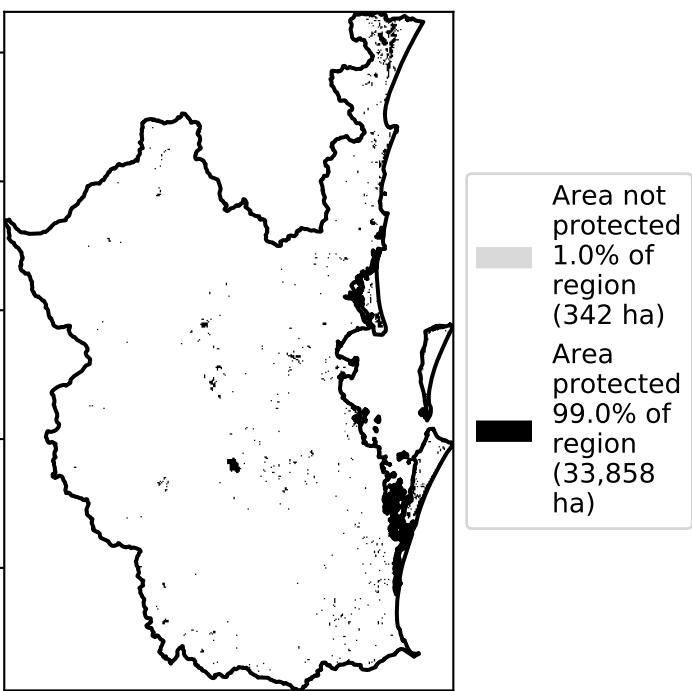 Area not
protected
1.0% of
region
(342 ha)
Area
protected
99.0% of
region
(33,858
ha)